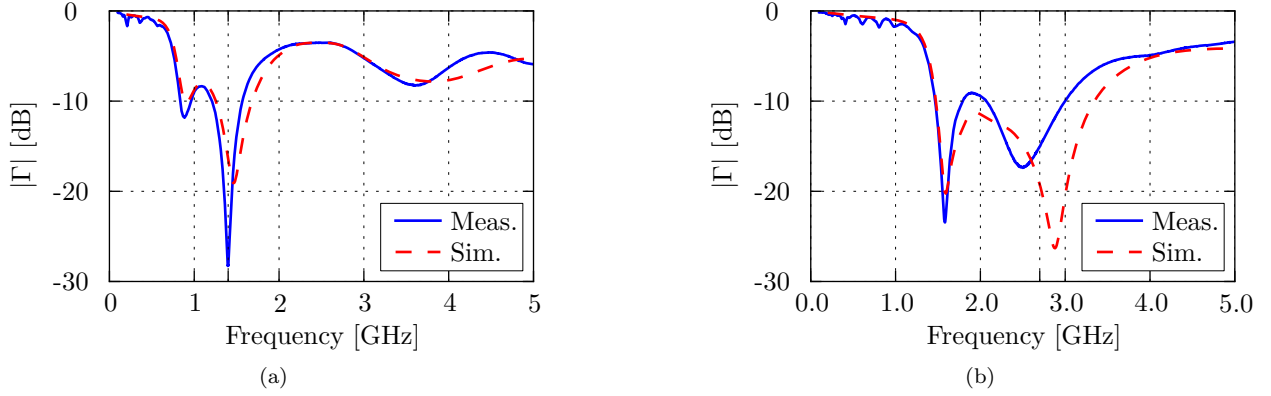 0
−10
−20
−30
|Γ| [dB]
Meas.
Sim.
0 1 2 3 4 5
Frequency [GHz]
(a)
0
−10
−20
−30
|Γ| [dB]
Meas.
Sim.
0.0 1.0 2.0 3.0 4.0 5.0
Frequency [GHz]
(b)